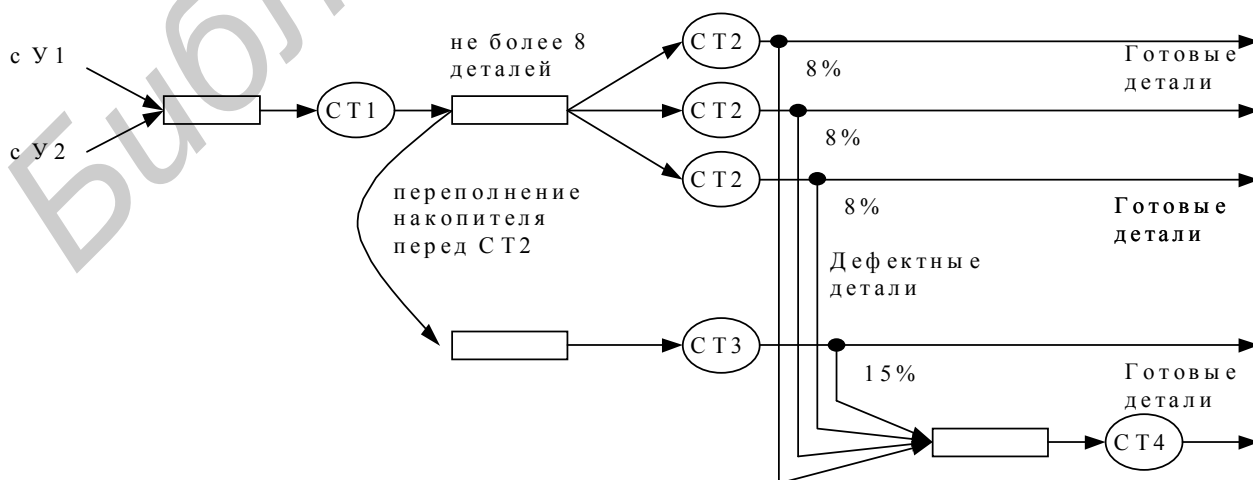 с У1
с У2
СТ1
не более 8
деталей
СТ2
СТ2
СТ2
8%
8%
8%
Готовые
детали
переполнение
накопителя
перед СТ2
Готовые
детали
Дефектные
детали
СТ3
15%
Готовые
детали
СТ4